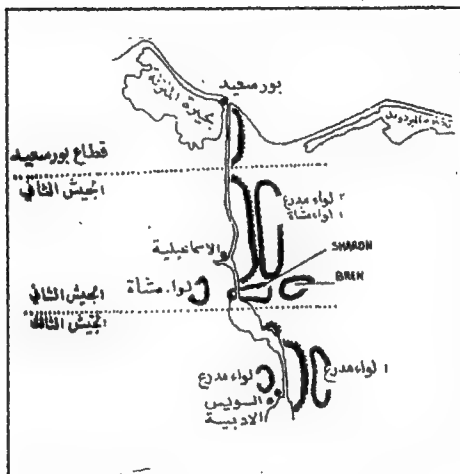 بورسعيد
بحيرة المنزلة
قطاع بورسعيد
الجيش الثاني
٢ لواء مدرع
١ لواء مشاة
الاسماعيلية
SHARON
BREN
لواء مشاة
الجيش الثاني
الجيش الثالث
لواء مدرع
١ لواء مدرع
السويس
الادبية